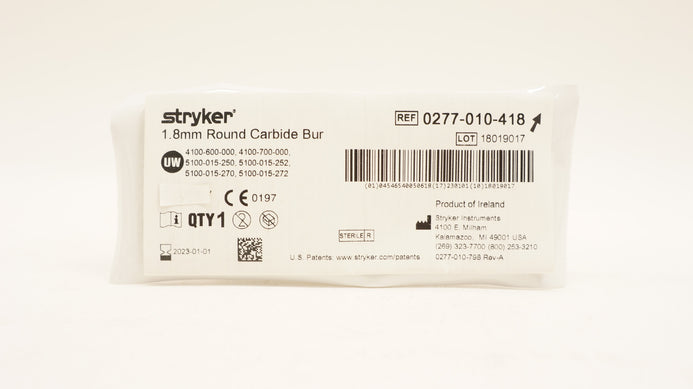 stryker®
1.8mm Round Carbide Bur
UW
4100-600-000, 4100-700-000,
5100-015-250, 5100-015-252,
5100-015-270, 5100-015-272
CE 0197
QTY 1
2
2023-01-01
STERILE R
U.S. Patents: www.stryker.com/patents
REF 0277-010-418
LOT 18019017
(01)04546540050618(17)230101(10)18019017
Product of Ireland
Stryker Instruments
4100 E. Milham
Kalamazoo, MI 49001 USA
(269) 323-7700 (800) 253-3210
0277-010-798 Rev-A